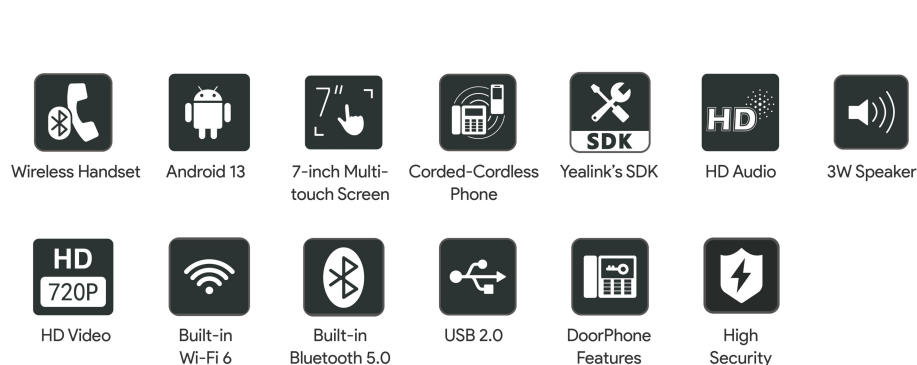 7"
SDK
HD
Wireless Handset
Android 13
7-inch Multi-
touch Screen
Corded-Cordless
Phone
Yealink's SDK
HD Audio
3W Speaker
HD
720P
HD Video
Built-in
Wi-Fi 6
Built-in
Bluetooth 5.0
USB 2.0
DoorPhone
Features
High
Security